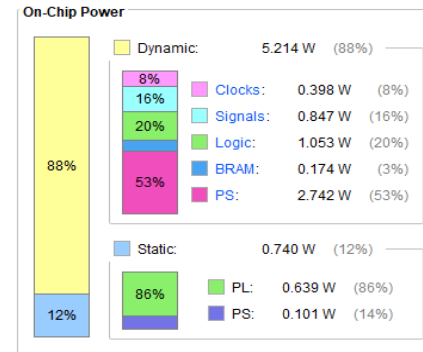 On-Chip Power
Dynamic: 5.214 W (88%)
8%
16%
20%
53%
Clocks: 0.398 W (8%)
Signals: 0.847 W (16%)
Logic: 1.053 W (20%)
BRAM: 0.174 W (3%)
PS: 2.742 W (53%)
88%
12%
Static: 0.740 W (12%)
86%
PL: 0.639 W (86%)
PS: 0.101 W (14%)